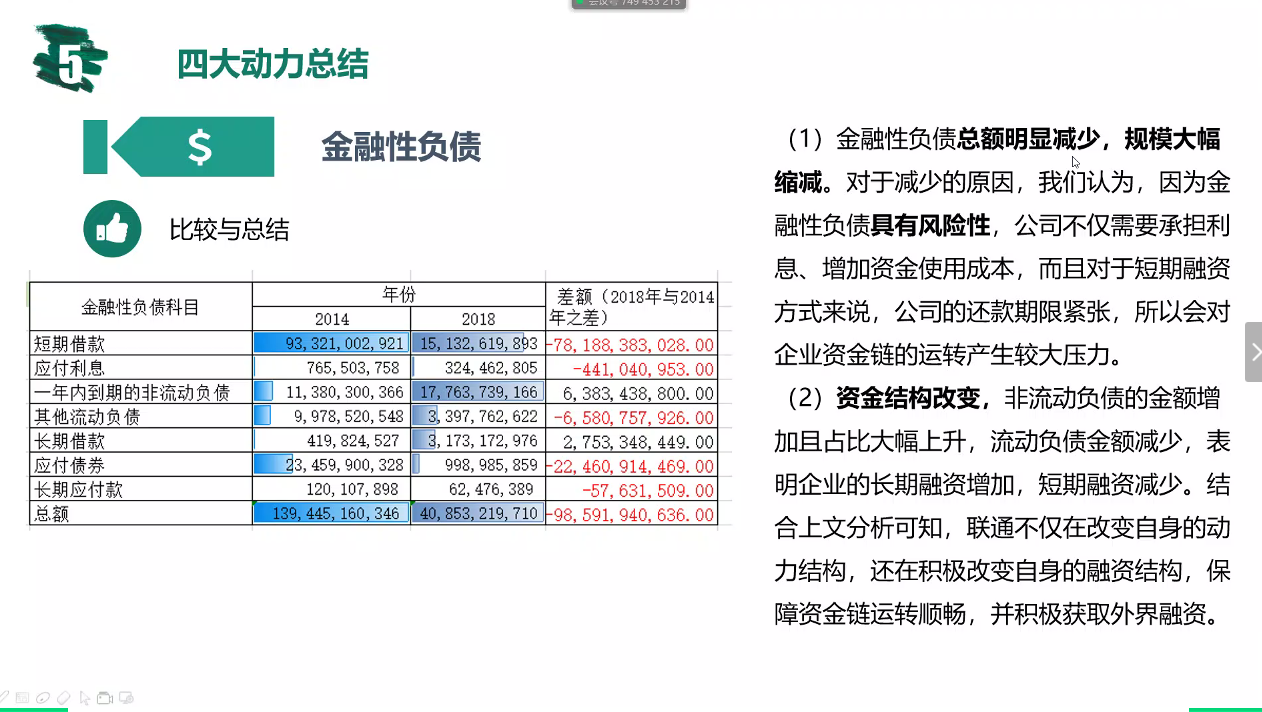 会议号 749 453 215
5
四大动力总结
$
金融性负债
比较与总结
金融性负债科目 年份 差额（2018年与2014年之差）
2014 2018
短期借款 93,321,002,921 15,132,619,893 -78,188,383,028.00
应付利息 765,503,758 324,462,805 -441,040,953.00
一年内到期的非流动负债 11,380,300,366 17,763,739,166 6,383,438,800.00
其他流动负债 9,978,520,548 3,397,762,622 -6,580,757,926.00
长期借款 419,824,527 3,173,172,976 2,753,348,449.00
应付债券 23,459,900,328 998,985,859 -22,460,914,469.00
长期应付款 120,107,898 62,476,389 -57,631,509.00
总额 139,445,160,346 40,853,219,710 -98,591,940,636.00
（1）金融性负债总额明显减少，规模大幅
缩减。对于减少的原因，我们认为，因为金
融性负债具有风险性，公司不仅需要承担利
息、增加资金使用成本，而且对于短期融资
方式来说，公司的还款期限紧张，所以会对
企业资金链的运转产生较大压力。
（2）资金结构改变，非流动负债的金额增
加且占比大幅上升，流动负债金额减少，表
明企业的长期融资增加，短期融资减少。结
合上文分析可知，联通不仅在改变自身的动
力结构，还在积极改变自身的融资结构，保
障资金链运转顺畅，并积极获取外界融资。